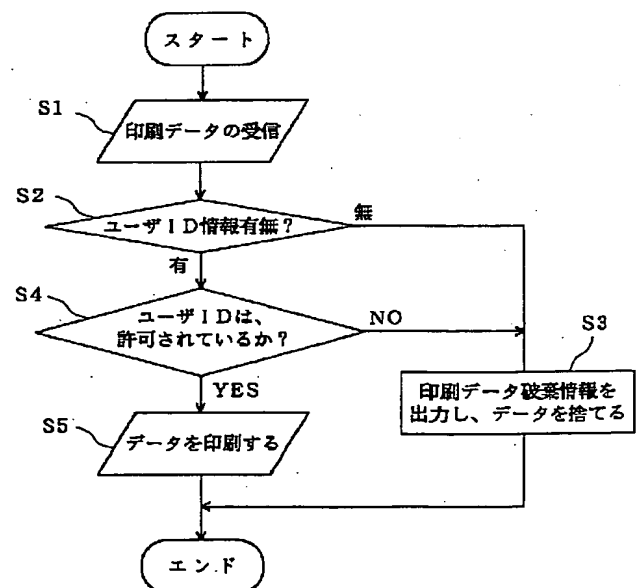 スタート
S1
印刷データの受信
S2
ユーザID情報有無?
無
有
S4
ユーザIDは、
許可されているか?
NO
S3
印刷データ破棄情報を
出力し、データを捨てる
YES
S5
データを印刷する
エンド